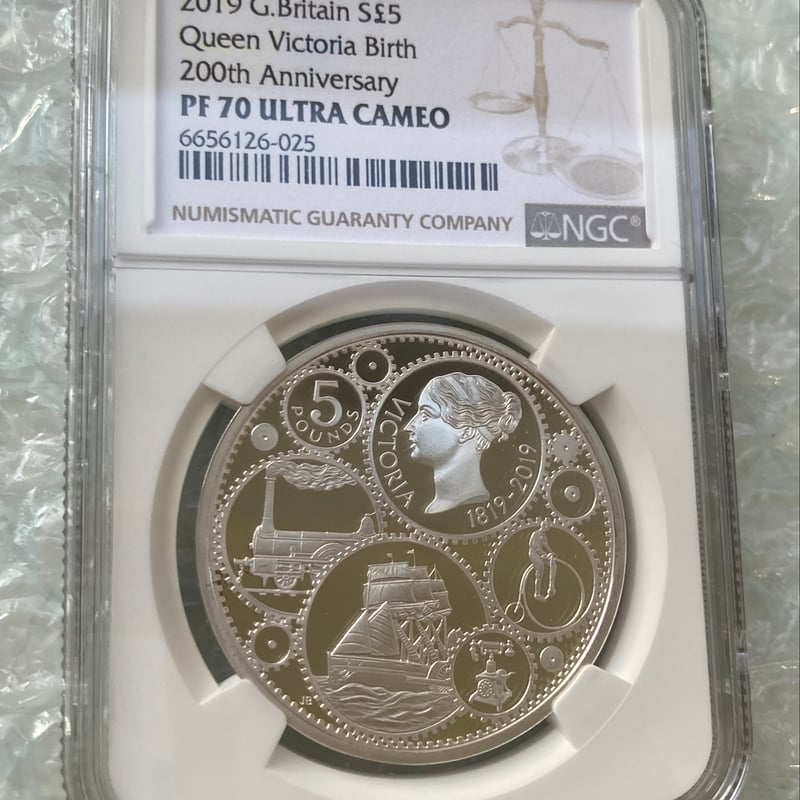 2019 G.Britain S£5
Queen Victoria Birth
200th Anniversary
PF 70 ULTRA CAMEO
6656126-025
NUMISMATIC GUARANTY COMPANY
NGC®
5
POUNDS
VICTORIA
1819-2019
JB